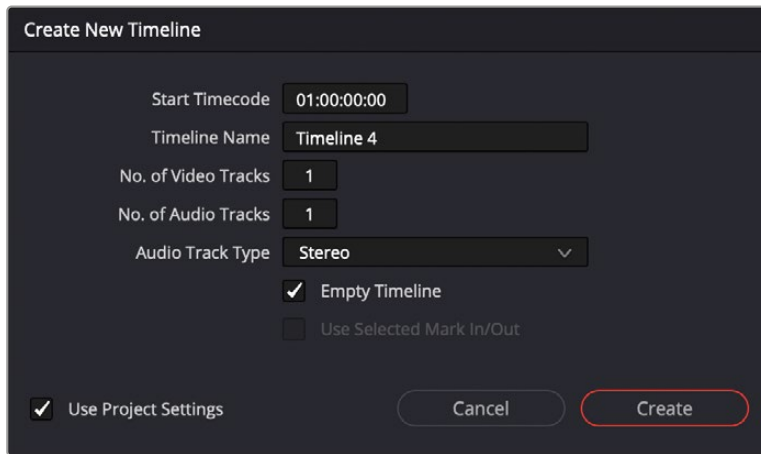 Create New Timeline
Start Timecode 01:00:00:00
Timeline Name Timeline 4
No. of Video Tracks 1
No. of Audio Tracks 1
Audio Track Type Stereo
Empty Timeline
Use Selected Mark In/Out
Use Project Settings Cancel Create